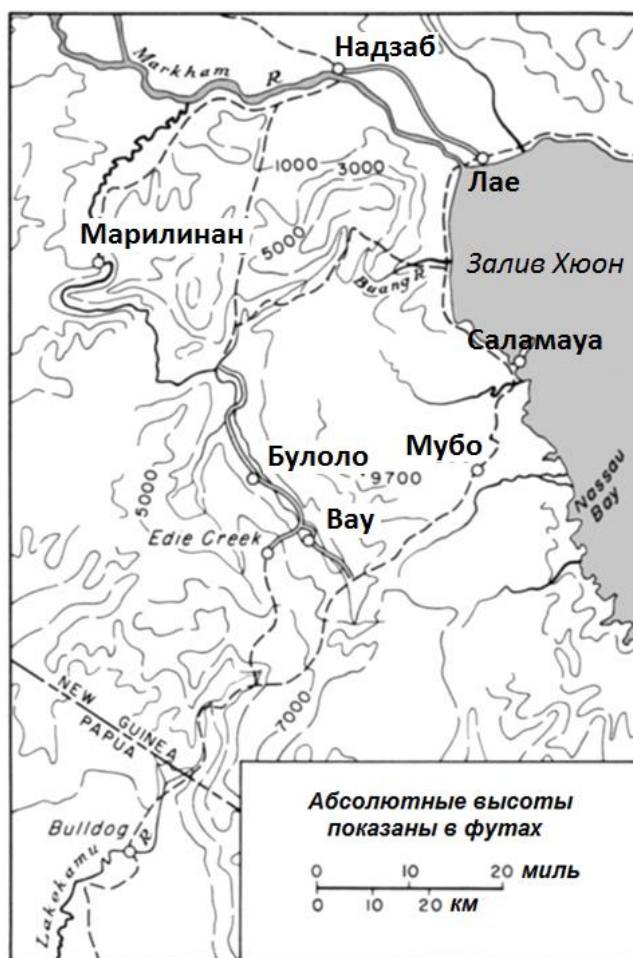 Надзаб
Markham R
1000
3000
Лае
Марилинан
5000
Buang R
Залив Хюон
Саламауа
Булоло
Мубо
5000
9700
Nassau
Bay
Вау
Edie Creek
NEW GUINEA
PAPUA
7000
Bulldog
Lakekamu R
Абсолютные высоты
показаны в футах
0 10 20 миль
0 10 20 км